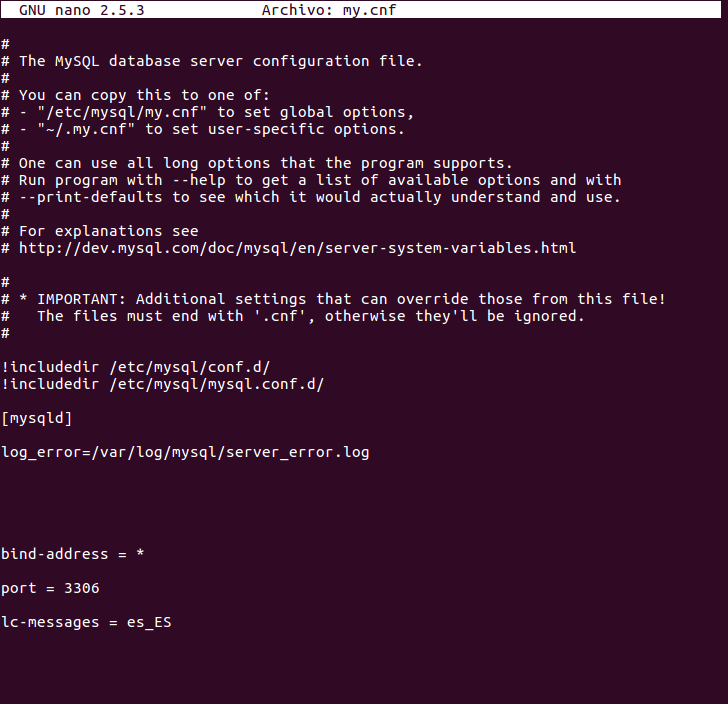 GNU nano 2.5.3 Archivo: my.cnf
#
# The MySQL database server configuration file.
#
# You can copy this to one of:
# - "/etc/mysql/my.cnf" to set global options,
# - "~/.my.cnf" to set user-specific options.
#
# One can use all long options that the program supports.
# Run program with --help to get a list of available options and with
# --print-defaults to see which it would actually understand and use.
#
# For explanations see
# http://dev.mysql.com/doc/mysql/en/server-system-variables.html
#
# * IMPORTANT: Additional settings that can override those from this file!
#   The files must end with '.cnf', otherwise they'll be ignored.
#
!includedir /etc/mysql/conf.d/
!includedir /etc/mysql/mysql.conf.d/
[mysqld]
log_error=/var/log/mysql/server_error.log
bind-address = *
port = 3306
lc-messages = es_ES